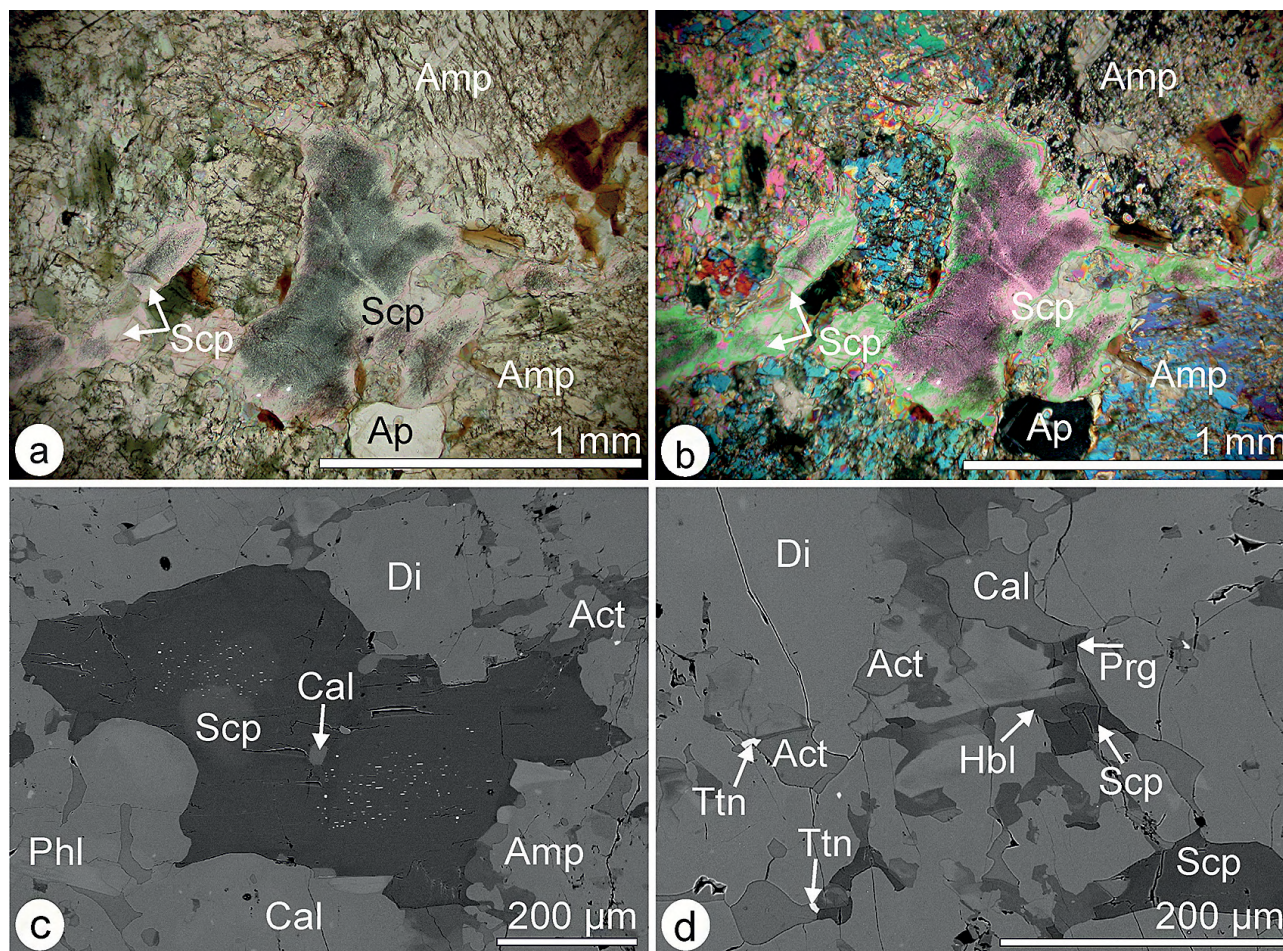 Amp
Scp
Scp
Amp
Ap
1 mm
a
Amp
Scp
Scp
Amp
Ap
1 mm
b
Di
Act
Cal
Scp
Phl
Amp
Cal
200 µm
c
Di
Cal
Act
Prg
Act
Hbl
Scp
Ttn
Ttn
Scp
200 µm
d